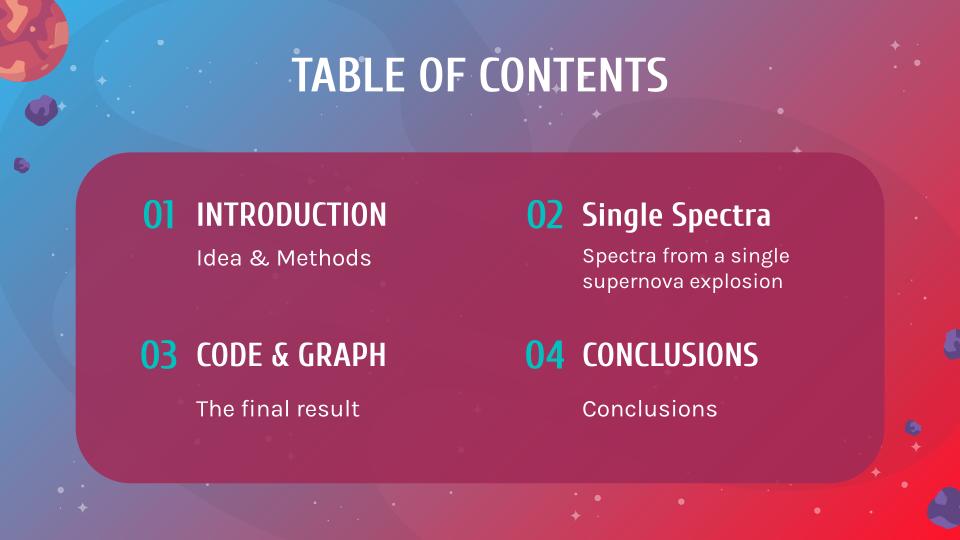 TABLE OF CONTENTS
01 INTRODUCTION
Idea & Methods
02 Single Spectra
Spectra from a single
supernova explosion
03 CODE & GRAPH
The final result
04 CONCLUSIONS
Conclusions